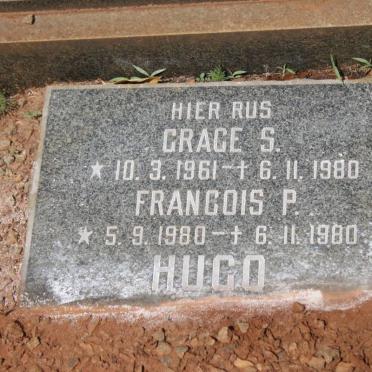 HIER RUS
GRACE S.
* 10. 3. 1961 – † 6. 11. 1980
FRANCOIS P.
* 5. 9. 1980 – † 6. 11. 1980
HUGO